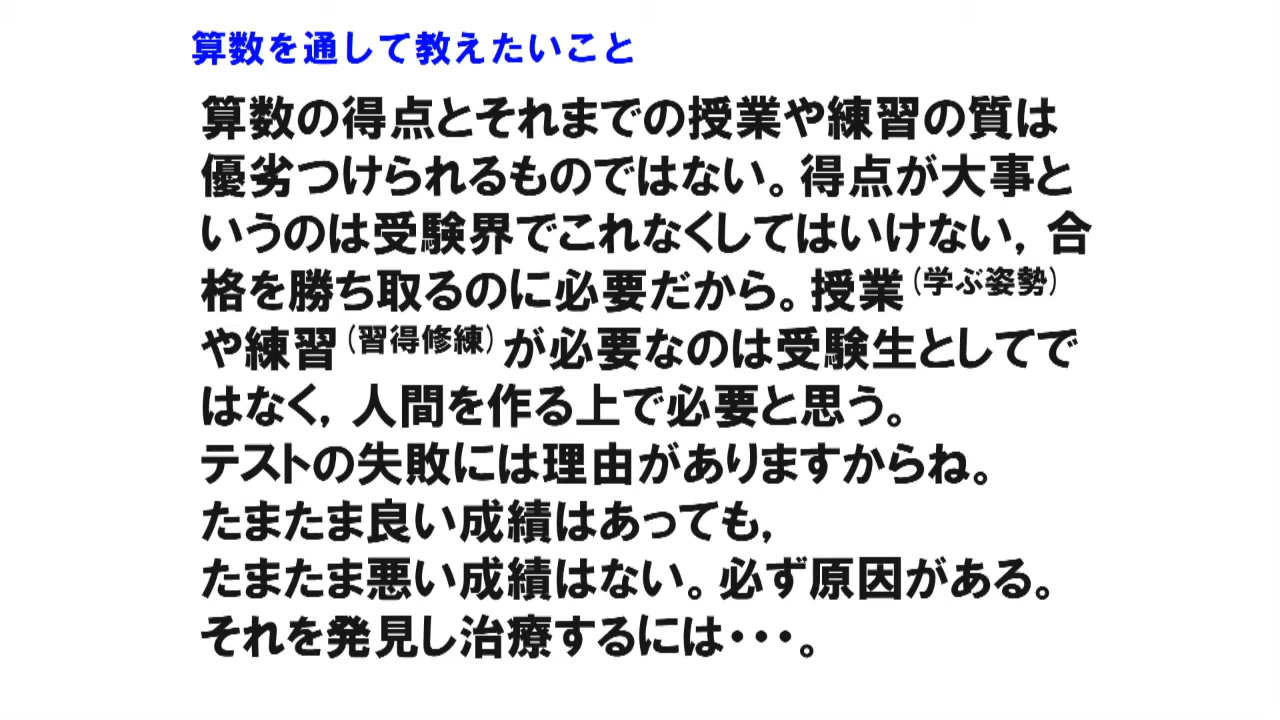 算数を通して教えたいこと
算数の得点とそれまでの授業や練習の質は
優劣つけられるものではない。得点が大事と
いうのは受験界でこれなくしてはいけない，合
格を勝ち取るのに必要だから。授業（学ぶ姿勢）
や練習（習得修練）が必要なのは受験生としてで
はなく，人間を作る上で必要と思う。
テストの失敗には理由がありますからね。
たまたま良い成績はあっても，
たまたま悪い成績はない。必ず原因がある。
それを発見し治療するには・・・。